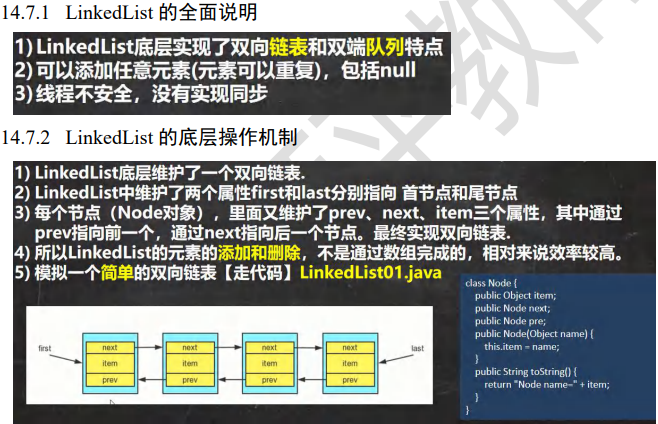 14.7.1 LinkedList 的全面说明
1) LinkedList底层实现了双向链表和双端队列特点
2) 可以添加任意元素(元素可以重复)，包括null
3) 线程不安全，没有实现同步
14.7.2 LinkedList 的底层操作机制
1) LinkedList底层维护了一个双向链表.
2) LinkedList中维护了两个属性first和last分别指向 首节点和尾节点
3) 每个节点（Node对象），里面又维护了prev、next、item三个属性，其中通过
prev指向前一个，通过next指向后一个节点。最终实现双向链表.
4) 所以LinkedList的元素的添加和删除，不是通过数组完成的，相对来说效率较高。
5) 模拟一个简单的双向链表【走代码】LinkedList01.java
first
next
item
prev
next
item
prev
next
item
prev
next
item
prev
last
class Node {
public Object item;
public Node next;
public Node pre;
public Node(Object name) {
this.item = name;
}
public String toString() {
return "Node name=" + item;
}
}